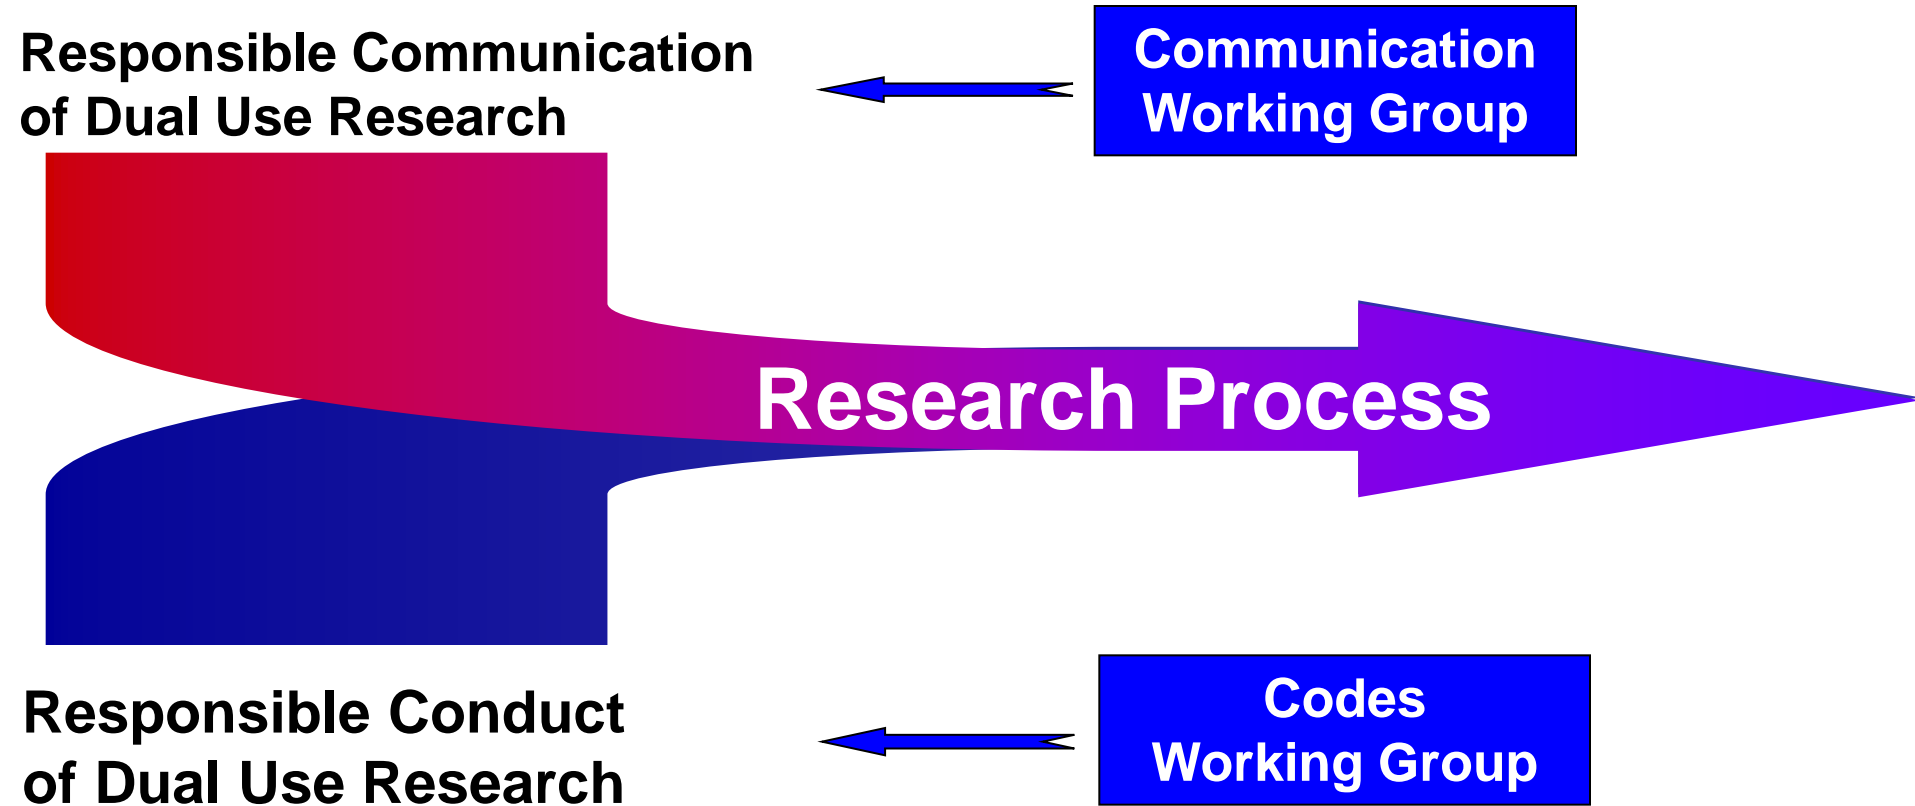 Responsible Communication
of Dual Use Research
Communication
Working Group
Research Process
Responsible Conduct
of Dual Use Research
Codes
Working Group